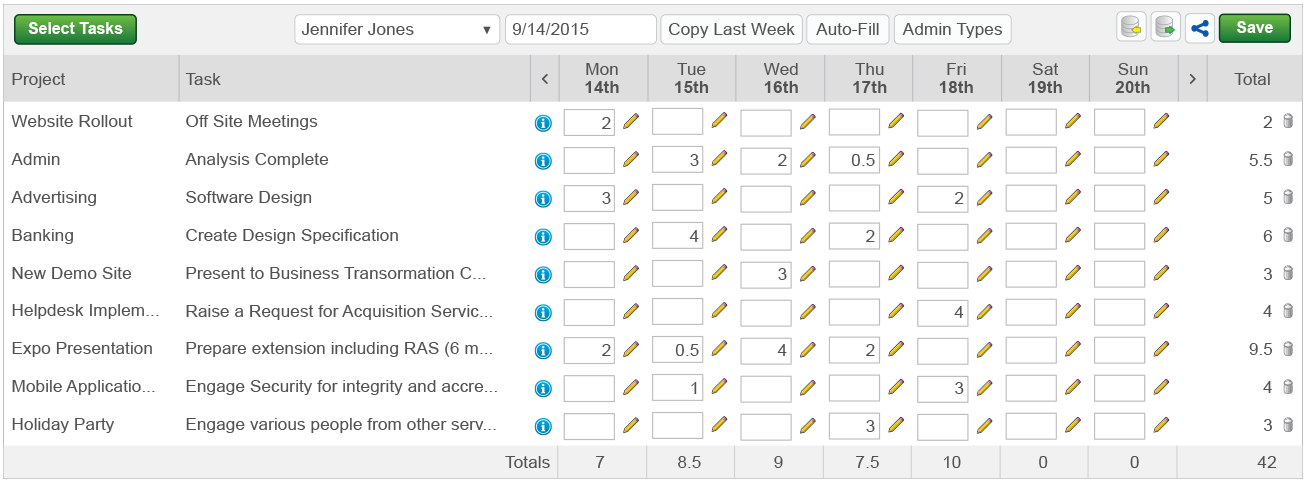 Select Tasks Jennifer Jones 9/14/2015 Copy Last Week Auto-Fill Admin Types Save
Project Task < Mon 14th Tue 15th Wed 16th Thu 17th Fri 18th Sat 19th Sun 20th > Total
Website Rollout Off Site Meetings 2 2
Admin Analysis Complete 3 2 0.5 5.5
Advertising Software Design 3 2 5
Banking Create Design Specification 4 2 6
New Demo Site Present to Business Transormation C... 3 3
Helpdesk Implem... Raise a Request for Acquisition Servic... 4 4
Expo Presentation Prepare extension including RAS (6 m... 2 0.5 4 2 9.5
Mobile Applicatio... Engage Security for integrity and accre... 1 3 4
Holiday Party Engage various people from other serv... 3 3
Totals 7 8.5 9 7.5 10 0 0 42